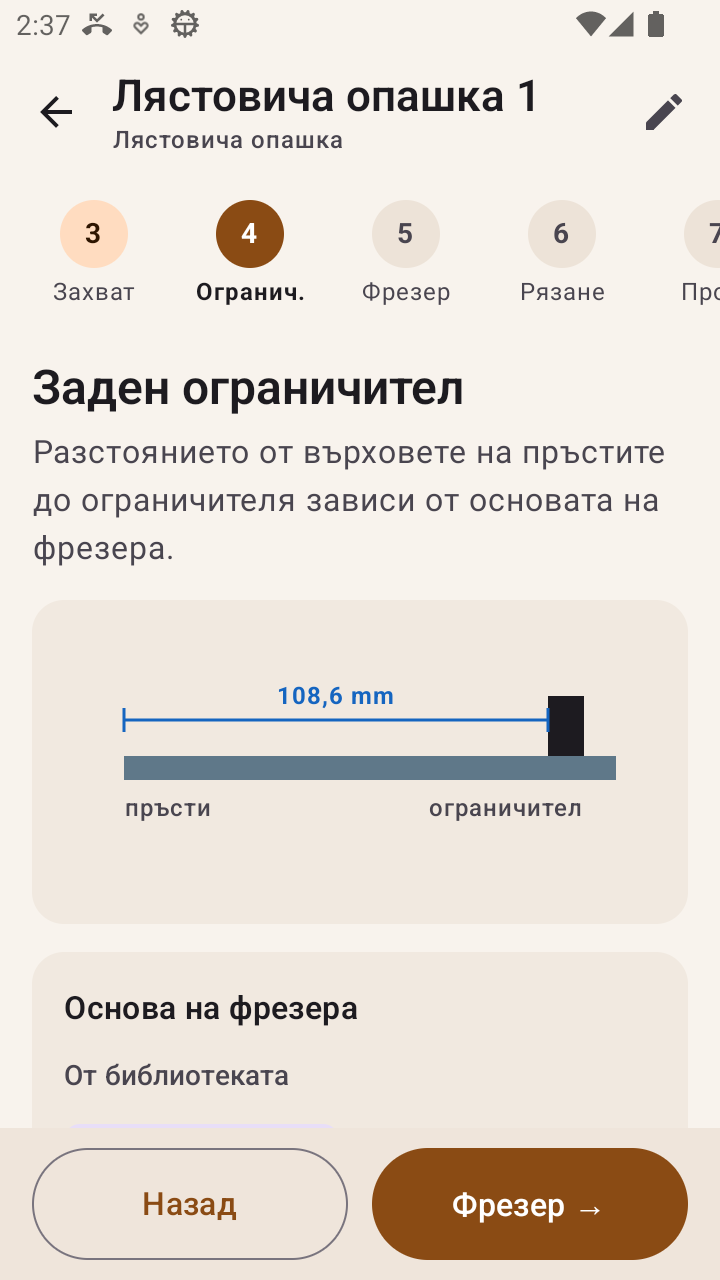 2:37
Лястовича опашка 1
Лястовича опашка
3
4
5
6
7
Захват
Огранич.
Фрезер
Рязане
Заден ограничител
Разстоянието от върховете на пръстите
до ограничителя зависи от основата на
фрезера.
108,6 mm
пръсти
ограничител
Основа на фрезера
От библиотеката
Назад
Фрезер →